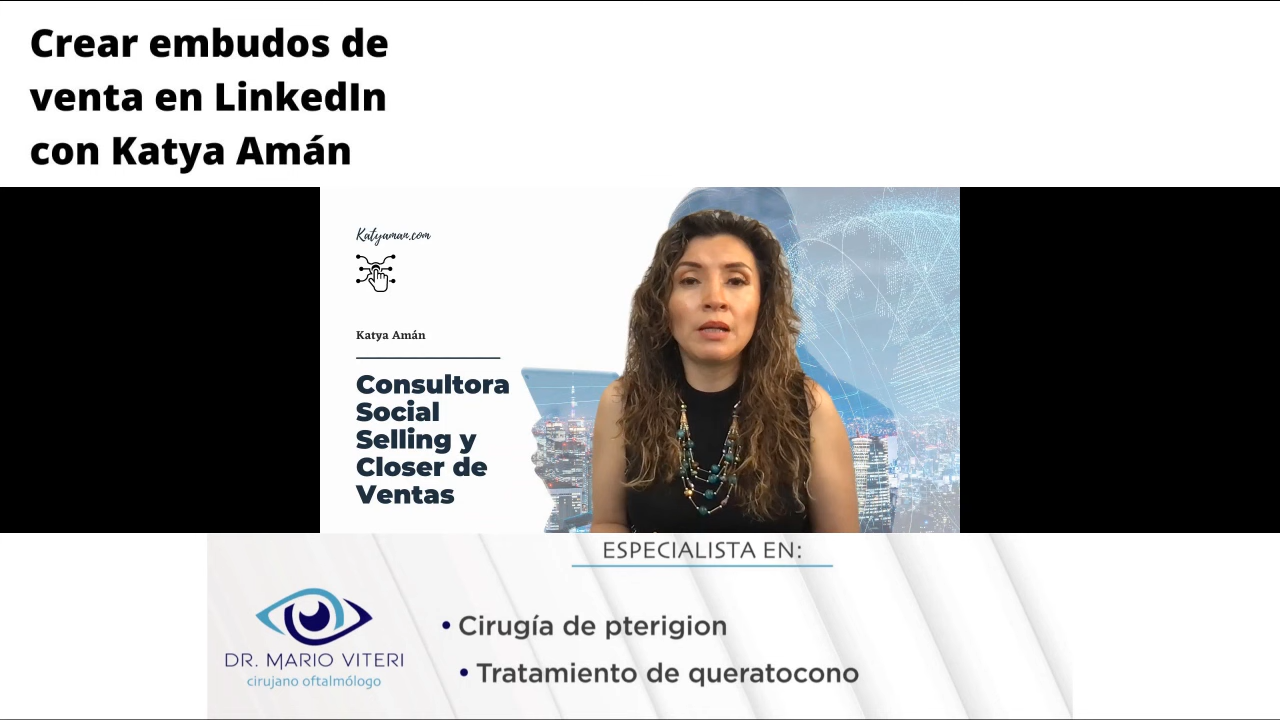 Crear embudos de
venta en LinkedIn
con Katya Amán
Katyaman.com
Katya Amán
Consultora
Social
Selling y
Closer de
Ventas
ESPECIALISTA EN:
• Cirugía de pterigion
• Tratamiento de queratocono
DR. MARIO VITERI
cirujano oftalmólogo